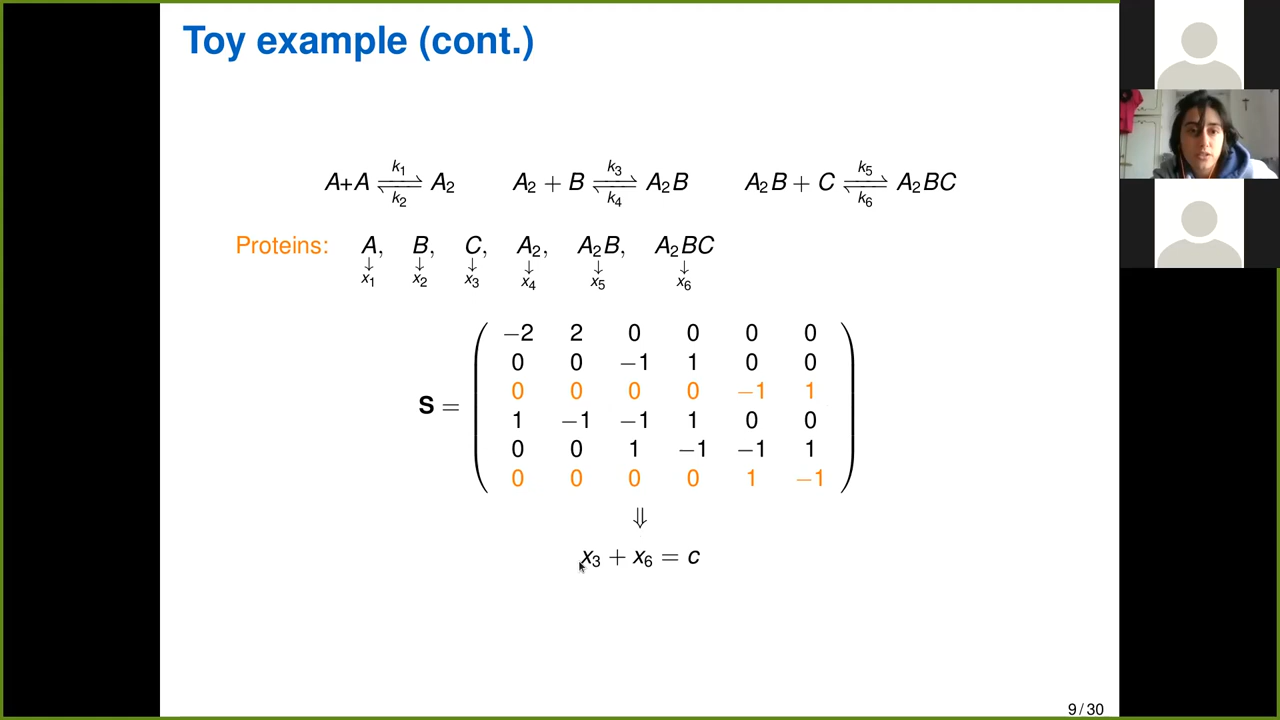 Toy example (cont.)
A+A ⇌ A₂ k₁ k₂ A₂ + B ⇌ A₂B k₃ k₄ A₂B + C ⇌ A₂BC k₅ k₆
Proteins: A, B, C, A₂, A₂B, A₂BC
↓ ↓ ↓ ↓ ↓ ↓
x₁ x₂ x₃ x₄ x₅ x₆
−2 2 0 0 0 0
0 0 −1 1 0 0
0 0 0 0 −1 1
S =
1 −1 −1 1 0 0
0 0 1 −1 −1 1
0 0 0 0 1 −1
⇓
x₃ + x₆ = c
9 / 30